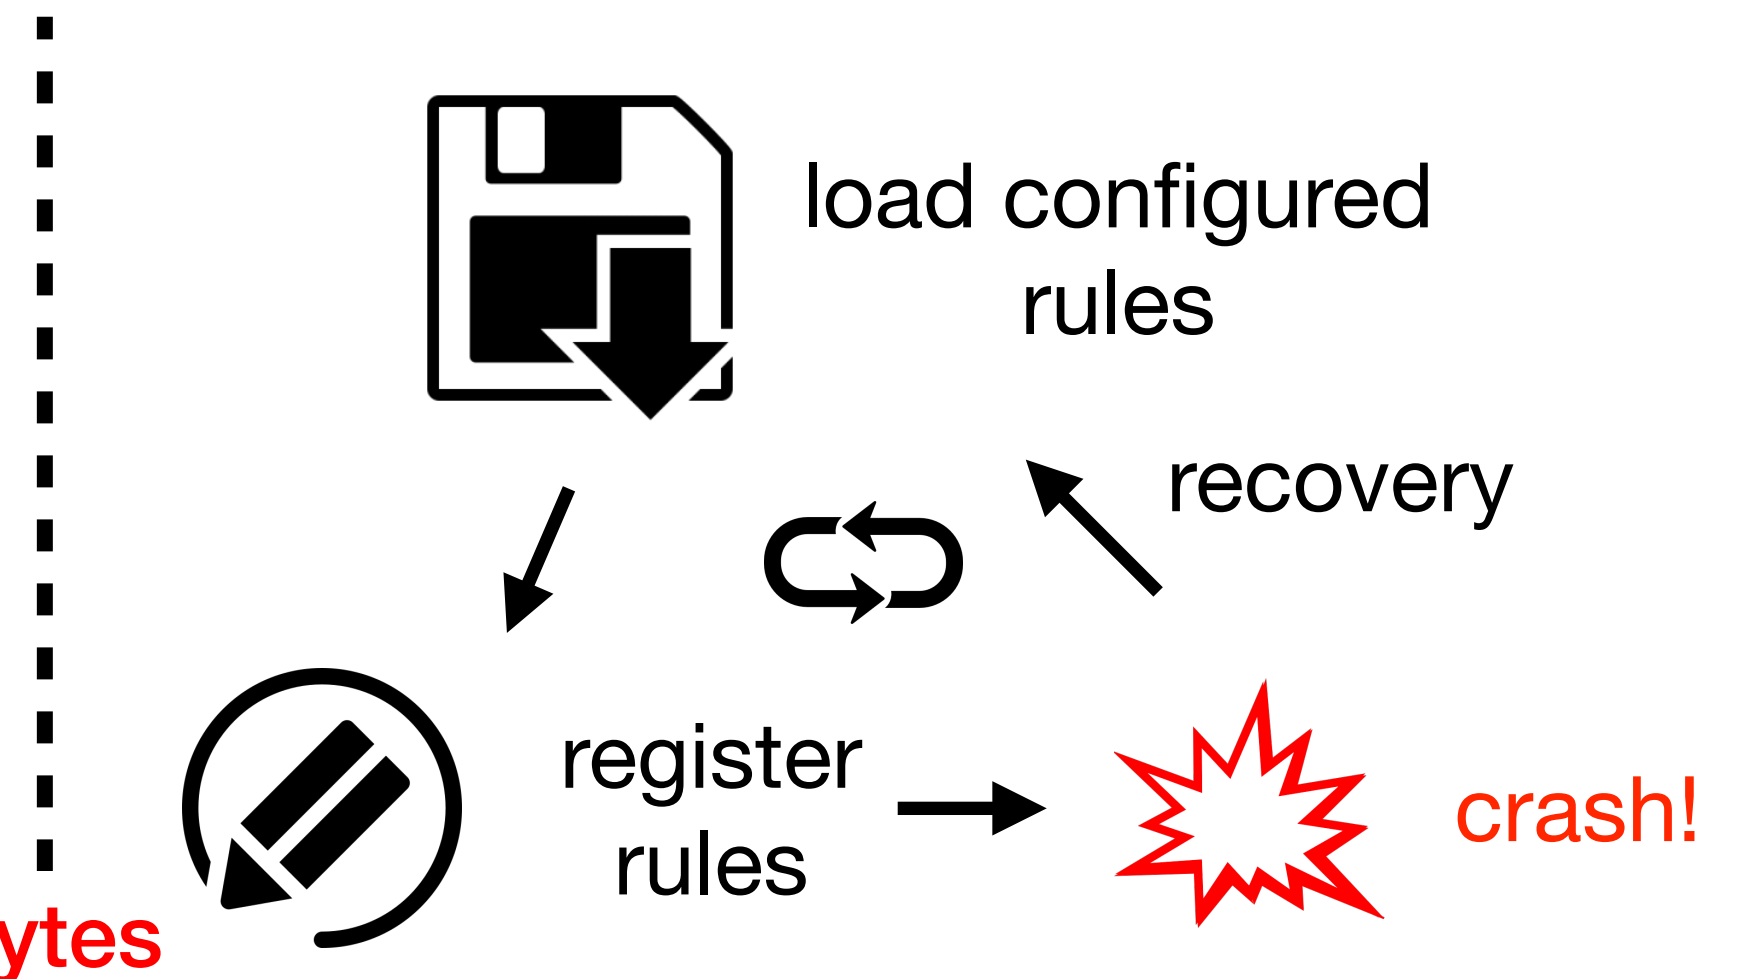 load configured
rules
recovery
register
rules
crash!
ytes